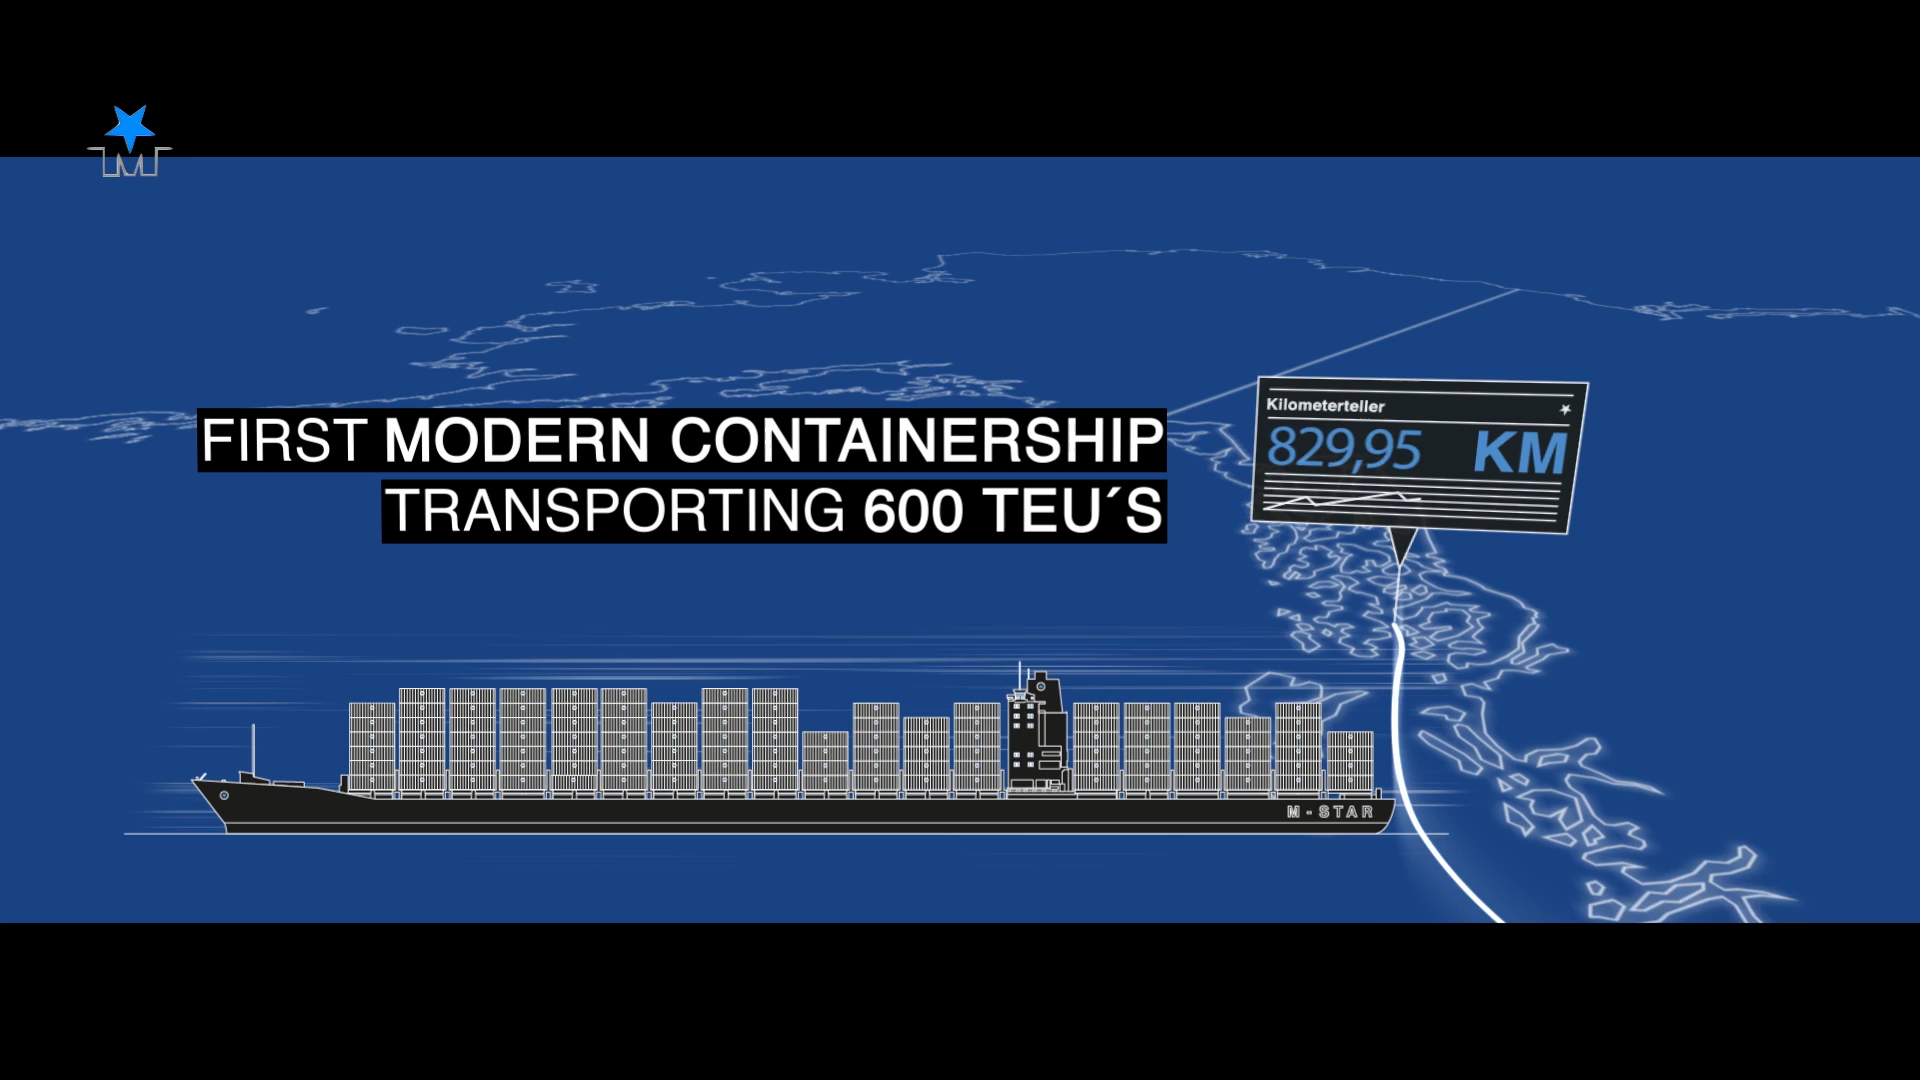 M
FIRST MODERN CONTAINERSHIP
TRANSPORTING 600 TEU´S
Kilometerteller
829,95 KM
M-STAR